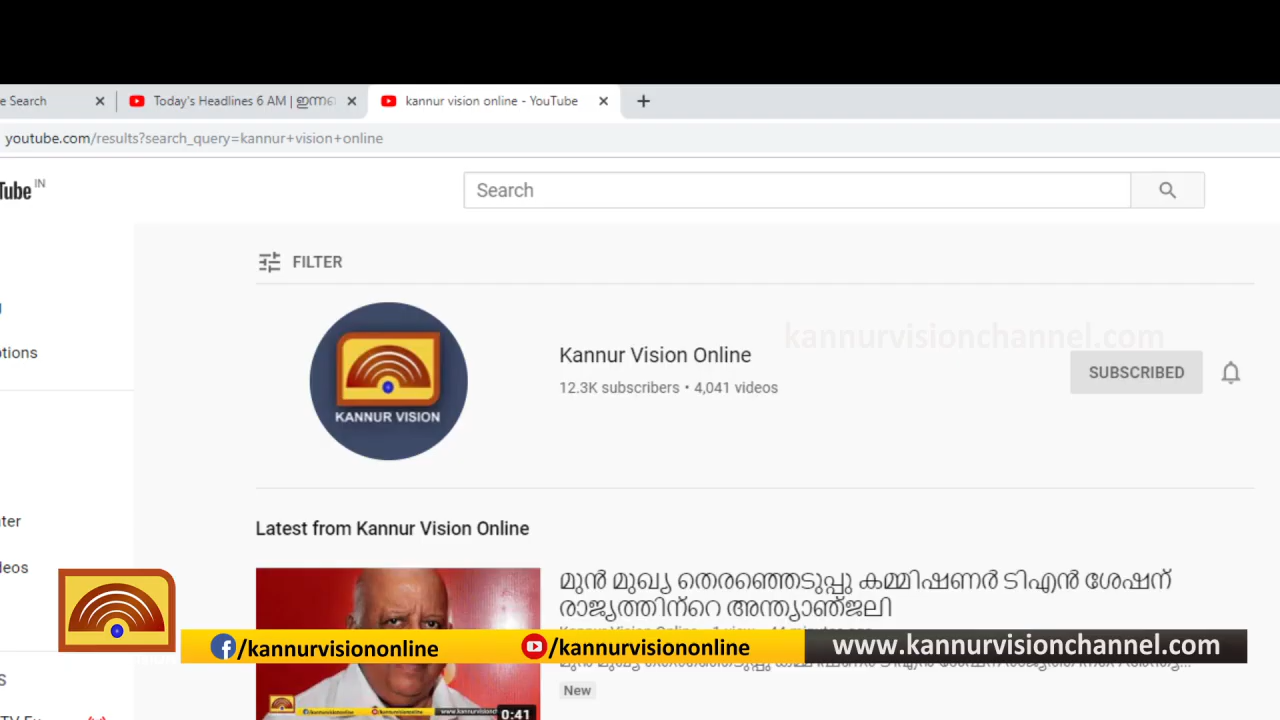 e Search
Today's Headlines 6 AM | ഇന്നെ
kannur vision online - YouTube
youtube.com/results?search_query=kannur+vision+online
Tube IN
Search
FILTER
kannurvisionchannel.com
Kannur Vision Online
SUBSCRIBED
12.3K subscribers • 4,041 videos
KANNUR VISION
ptions
Latest from Kannur Vision Online
nter
deos
മുൻ മുഖ്യ തെരഞ്ഞെടുപ്പു കമ്മിഷണർ ടിഎൻ ശേഷന്
രാജ്യത്തിന്റെ അന്ത്യാഞ്ജലി
/kannurvisiononline
/kannurvisiononline
www.kannurvisionchannel.com
New
S
0:41